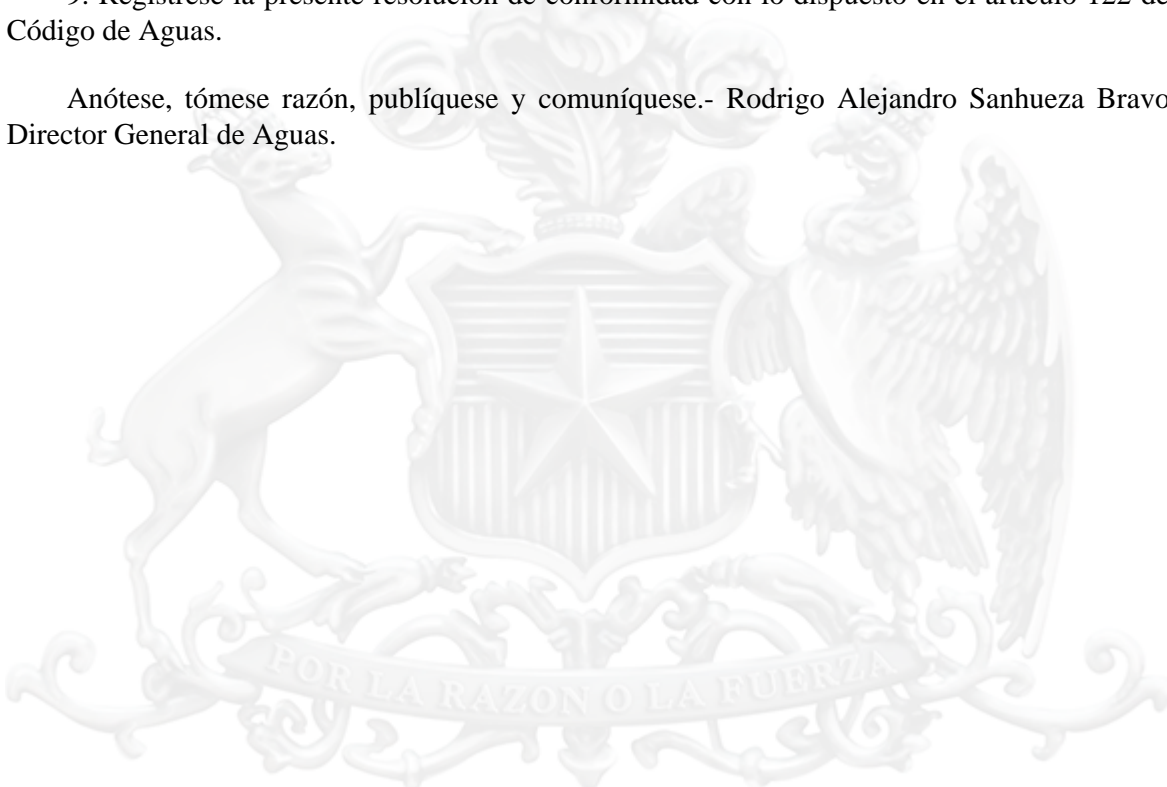 9. Regístrese la presente resolución de conformidad con lo dispuesto en el artículo 122 de
Código de Aguas.
Anótese, tómese razón, publíquese y comuníquese.- Rodrigo Alejandro Sanhueza Bravo
Director General de Aguas.
POR LA RAZON O LA FUERZA